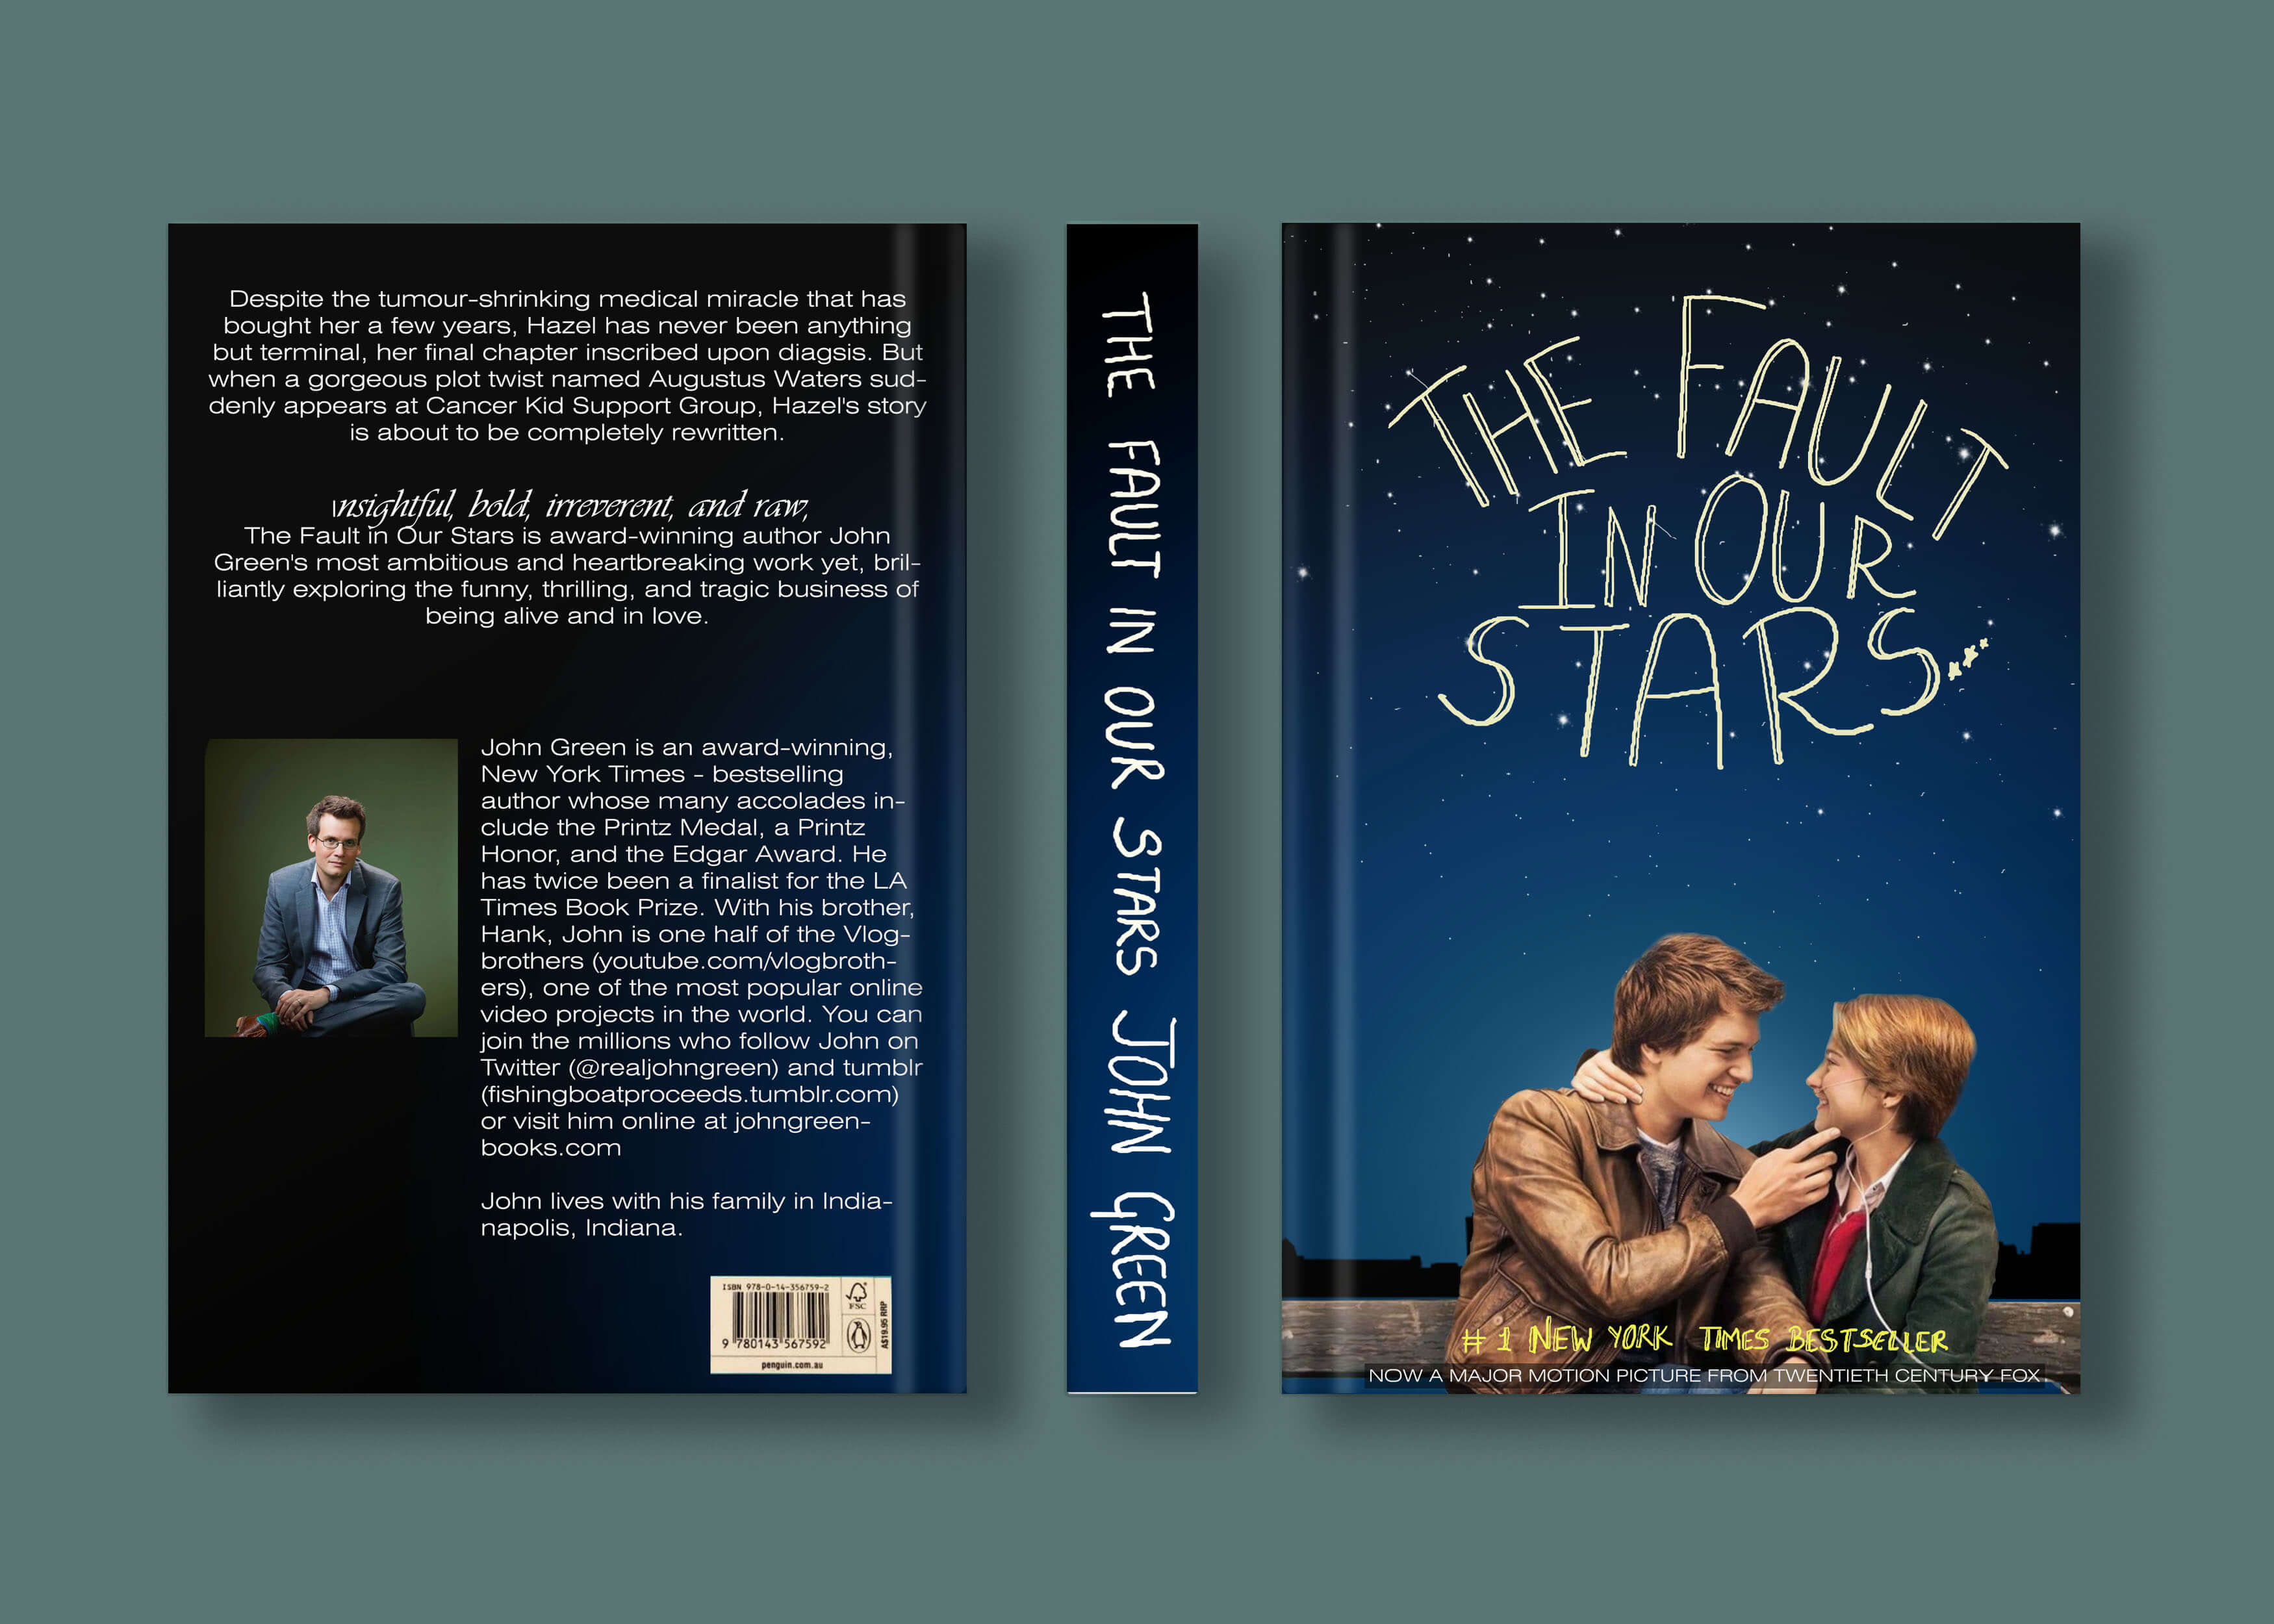 Despite the tumour-shrinking medical miracle that has
bought her a few years, Hazel has never been anything
but terminal, her final chapter inscribed upon diagsis. But
when a gorgeous plot twist named Augustus Waters sud-
denly appears at Cancer Kid Support Group, Hazel's story
is about to be completely rewritten.
Insightful, bold, irreverent, and raw,
The Fault in Our Stars is award-winning author John
Green's most ambitious and heartbreaking work yet, bril-
liantly exploring the funny, thrilling, and tragic business of
being alive and in love.
John Green is an award-winning,
New York Times - bestselling
author whose many accolades in-
clude the Printz Medal, a Printz
Honor, and the Edgar Award. He
has twice been a finalist for the LA
Times Book Prize. With his brother,
Hank, John is one half of the Vlog-
brothers (youtube.com/vlogbroth-
ers), one of the most popular online
video projects in the world. You can
join the millions who follow John on
Twitter (@realjohngreen) and tumblr
(fishingboatproceeds.tumblr.com)
or visit him online at johngreen-
books.com
John lives with his family in India-
napolis, Indiana.
ISBN 978-0-14-356759-2
9 780143 567592
FSC
A$19.95 RRP
penguin.com.au
THE FAULT IN OUR STARS JOHN GREEN
THE FAULT
IN OUR
STARS...
# 1 NEW YORK TIMES BESTSELLER
NOW A MAJOR MOTION PICTURE FROM TWENTIETH CENTURY FOX